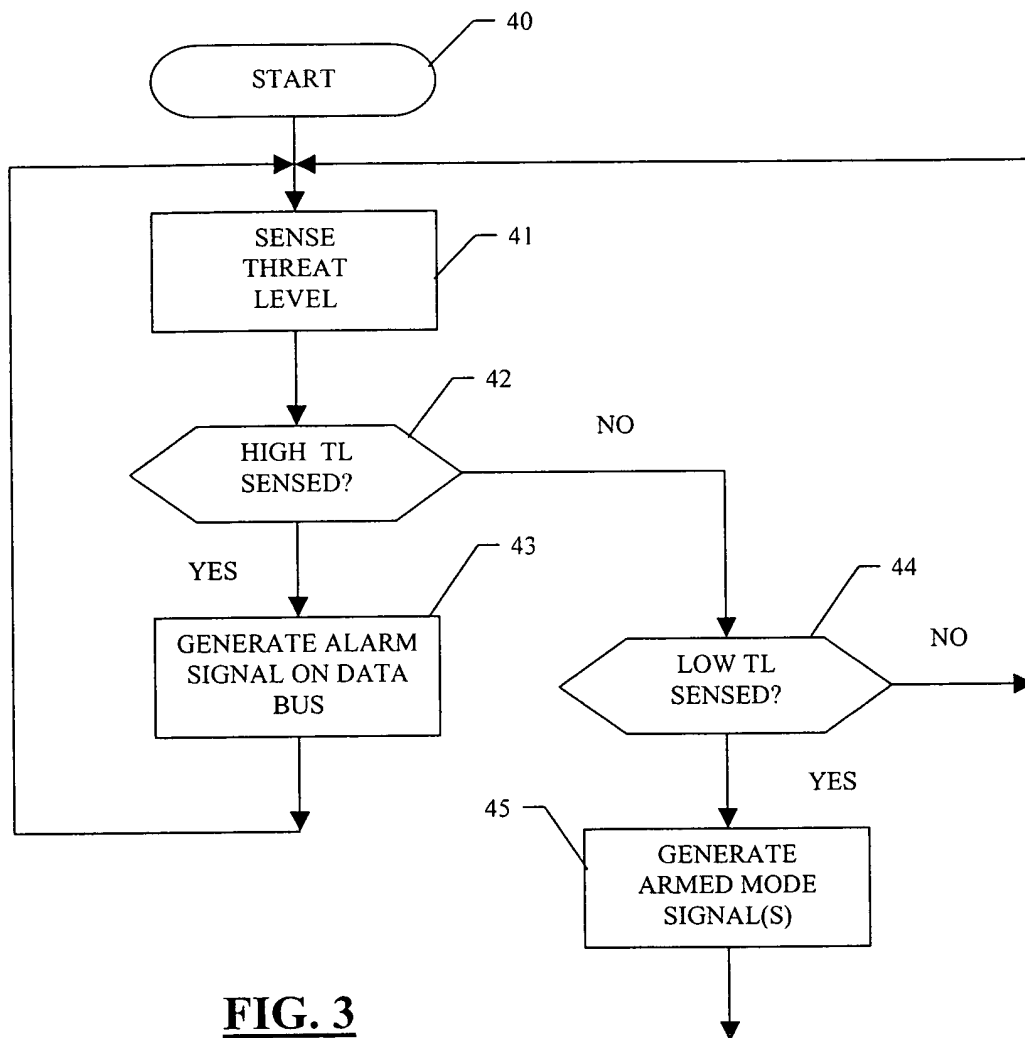 40
START
SENSE
THREAT
LEVEL
41
42
HIGH TL
SENSED?
NO
YES
43
GENERATE ALARM
SIGNAL ON DATA
BUS
44
LOW TL
SENSED?
NO
YES
45
GENERATE
ARMED MODE
SIGNAL(S)
FIG. 3